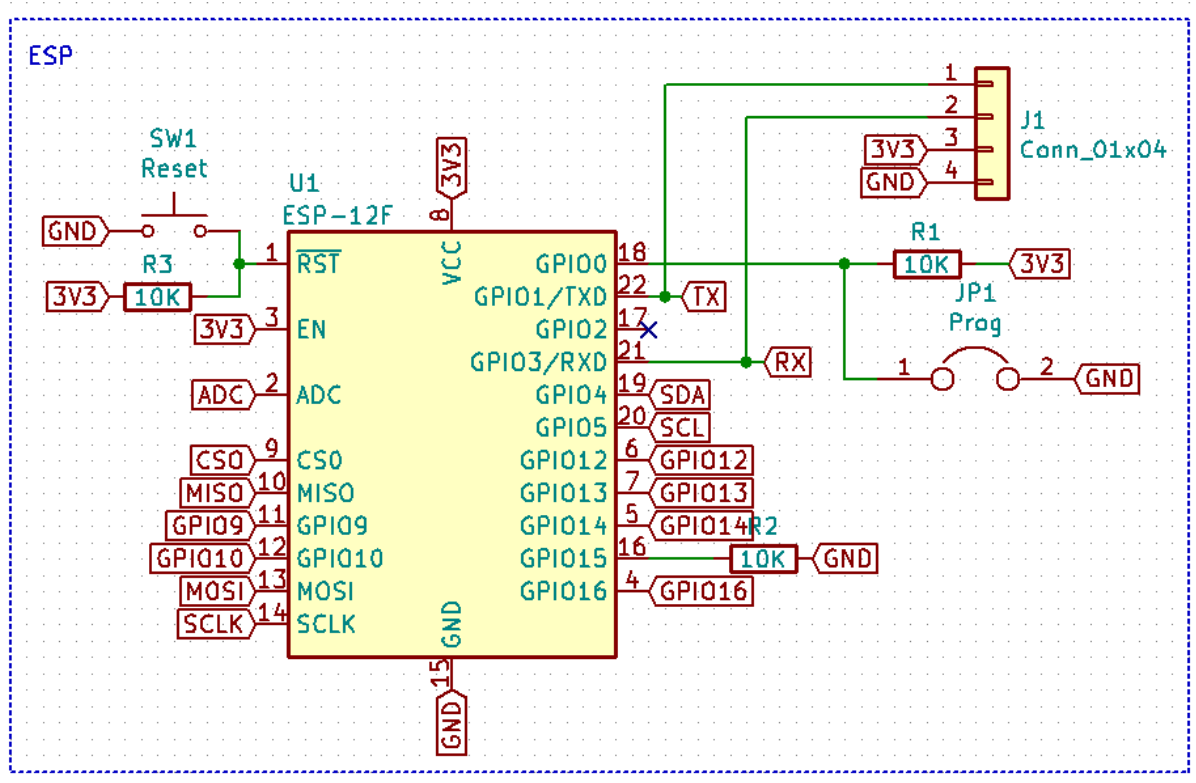 ESP
SW1
Reset
GND
R3
3V3
10K
3V3
U1
ESP-12F
8
VCC
1
RST
3V3
3
EN
ADC
2
ADC
CS0
9
CS0
MISO
10
MISO
GPIO9
11
GPIO9
GPIO10
12
GPIO10
MOSI
13
MOSI
SCLK
14
SCLK
GND
15
GND
GPIO0
18
GPIO1/TXD
22
TX
GPIO2
17
GPIO3/RXD
21
RX
GPIO4
19
SDA
GPIO5
20
SCL
GPIO12
6
GPIO12
GPIO13
7
GPIO13
GPIO14
5
GPIO14
GPIO15
16
R2
10K
GND
GPIO16
4
GPIO16
1
2
3V3
3
GND
4
J1
Conn_01x04
R1
10K
3V3
JP1
Prog
1
2
GND